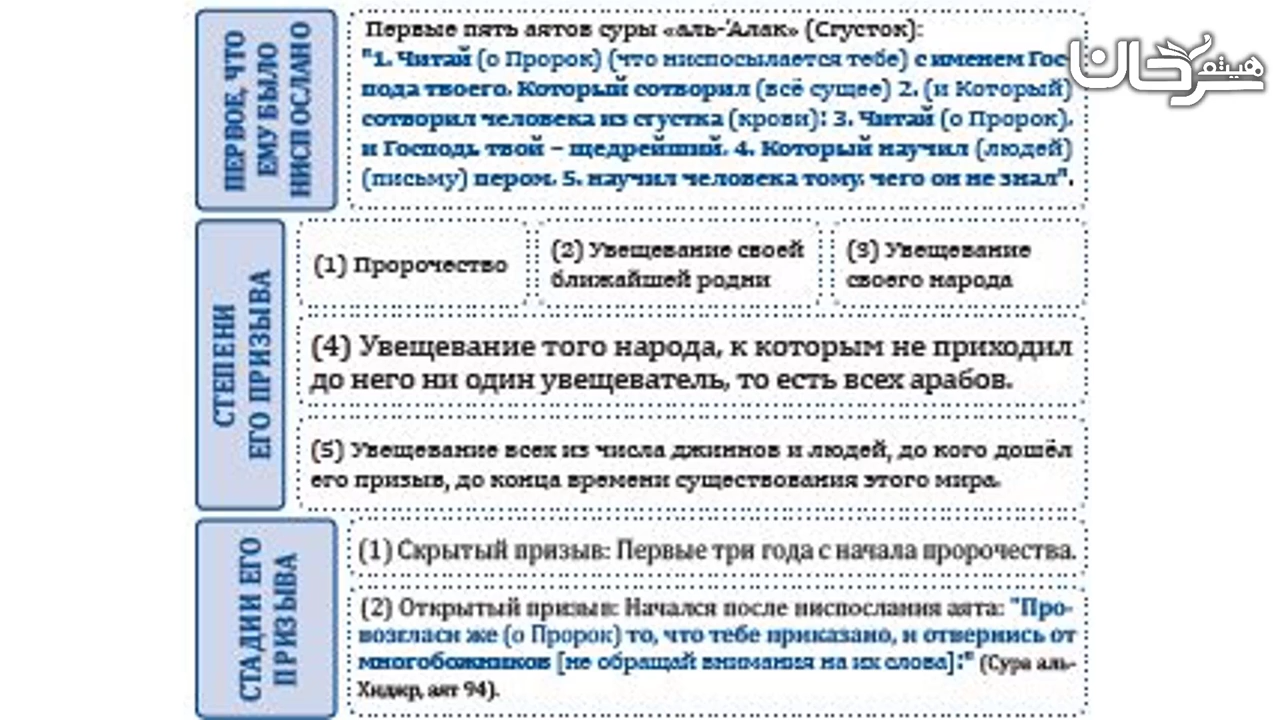 ПЕРВОЕ, ЧТО
ЕМУ БЫЛО
НИСПОСЛАНО
Первые пять аятов суры «аль-‘Алак» (Сгусток):
"1. Читай (о Пророк) (что ниспосылается тебе) с именем Гос-
пода твоего. Который сотворил (всё сущее) 2. (и Который)
сотворил человека из сгустка (крови): 3. Читай (о Пророк).
и Господь твой – щедрейший. 4. Который научил (людей)
(письму) пером. 5. научил человека тому. чего он не знал".
СТЕПЕНИ
ЕГО ПРИЗЫВА
(1) Пророчество
(2) Увещевание своей
ближайшей родни
(3) Увещевание
своего народа
(4) Увещевание того народа, к которым не приходил
до него ни один увещеватель, то есть всех арабов.
(5) Увещевание всех из числа джиннов и людей, до кого дошёл
его призыв, до конца времени существования этого мира.
СТАДИИ ЕГО
ПРИЗЫВА
(1) Скрытый призыв: Первые три года с начала пророчества.
(2) Открытый призыв: Начался после ниспослания аята: "Про-
возгласи же (о Пророк) то, что тебе приказано, и отвернись от
многобожников [не обращай внимания на их слова]:" (Сура аль-
Хиджр, аят 94).
هيتو
سرگان